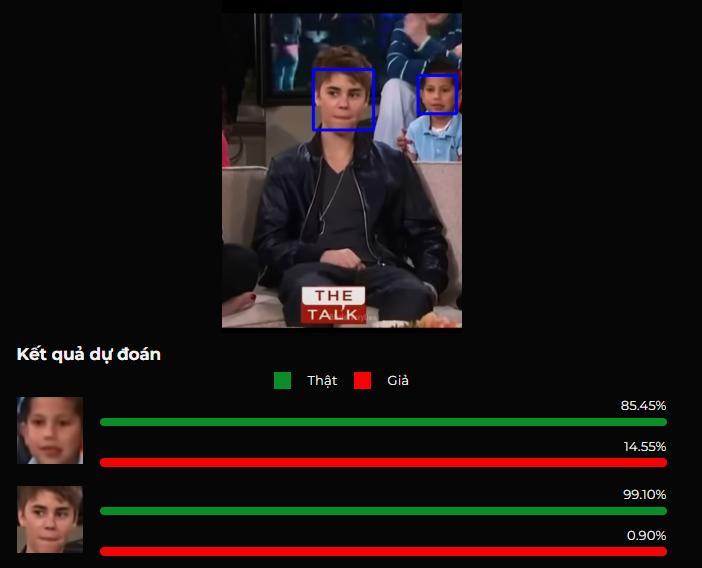 THE
TALK
Kết quả dự đoán
Thật Giả
85.45%
14.55%
99.10%
0.90%